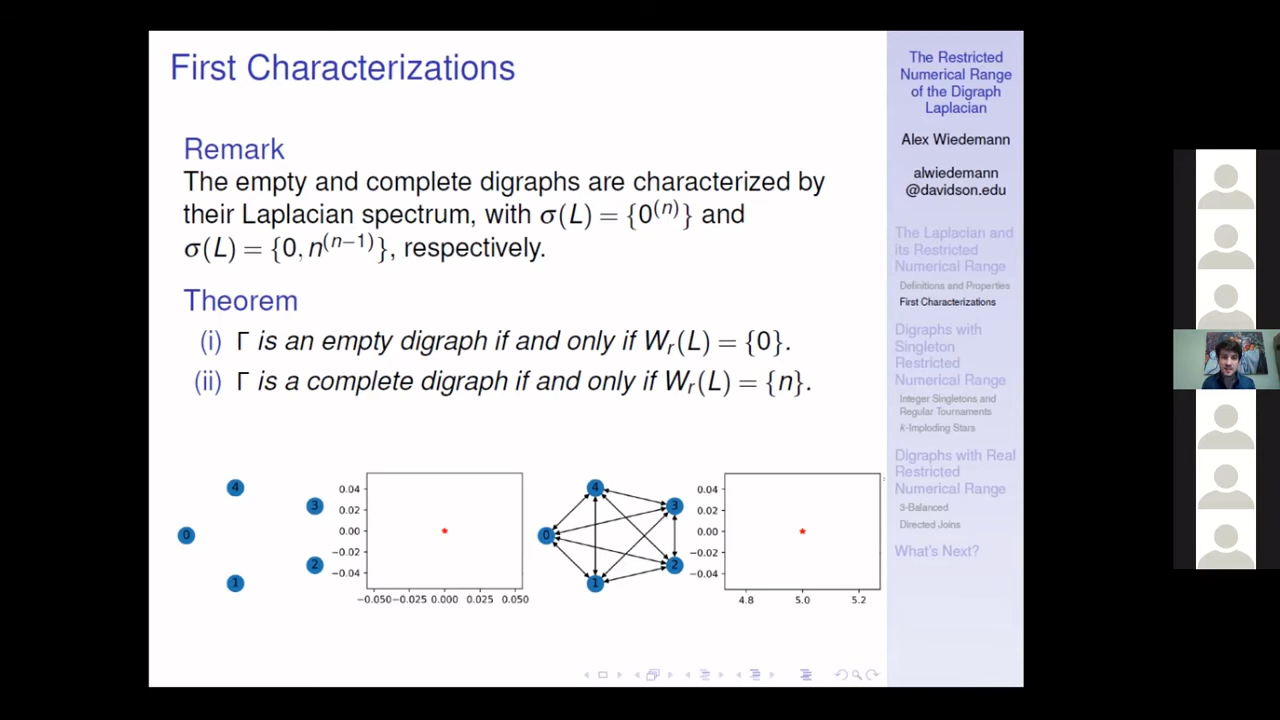 First Characterizations
Remark
The empty and complete digraphs are characterized by
their Laplacian spectrum, with σ(L) = {0⁽ⁿ⁾} and
σ(L) = {0, n⁽ⁿ⁻¹⁾}, respectively.
Theorem
(i) Γ is an empty digraph if and only if Wᵣ(L) = {0}.
(ii) Γ is a complete digraph if and only if Wᵣ(L) = {n}.
4
3
0
2
1
0.04
0.02
0.00
−0.02
−0.04
−0.050 −0.025 0.000 0.025 0.050
4
3
0
2
1
0.04
0.02
0.00
−0.02
−0.04
4.8 5.0 5.2
The Restricted
Numerical Range
of the Digraph
Laplacian
Alex Wiedemann
alwiedemann
@davidson.edu
The Laplacian and
its Restricted
Numerical Range
Definitions and Properties
First Characterizations
Digraphs with
Singleton
Restricted
Numerical Range
Integer Singletons and
Regular Tournaments
k-Imploding Stars
Digraphs with Real
Restricted
Numerical Range
3-Balanced
Directed Joins
What's Next?